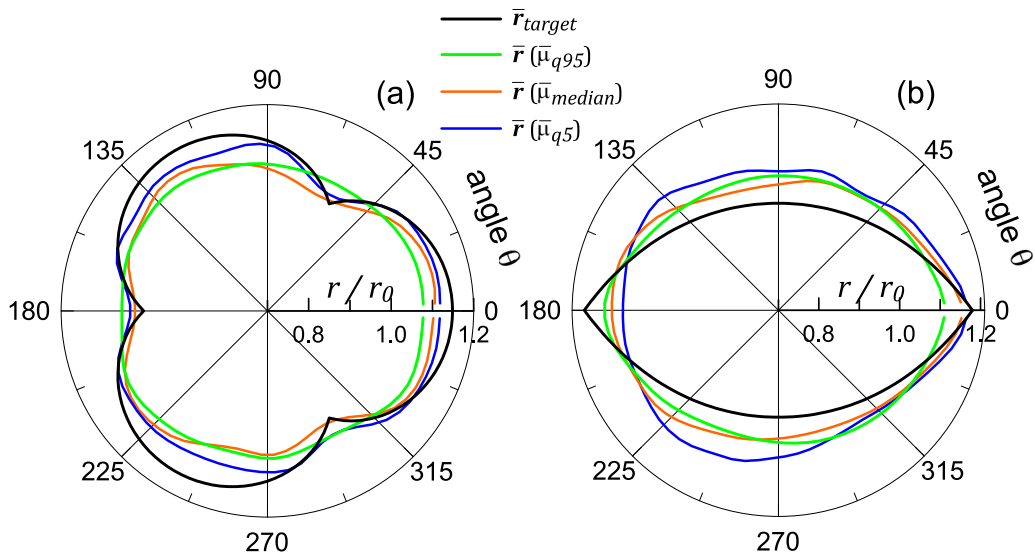 r̅target
r̅ (μ̅q95)
r̅ (μ̅median)
r̅ (μ̅q5)
(a)
90
45
angle θ
0
r / r0
0.8
1.0
1.2
135
180
225
270
315
(b)
90
45
angle θ
0
r / r0
0.8
1.0
1.2
135
180
225
270
315